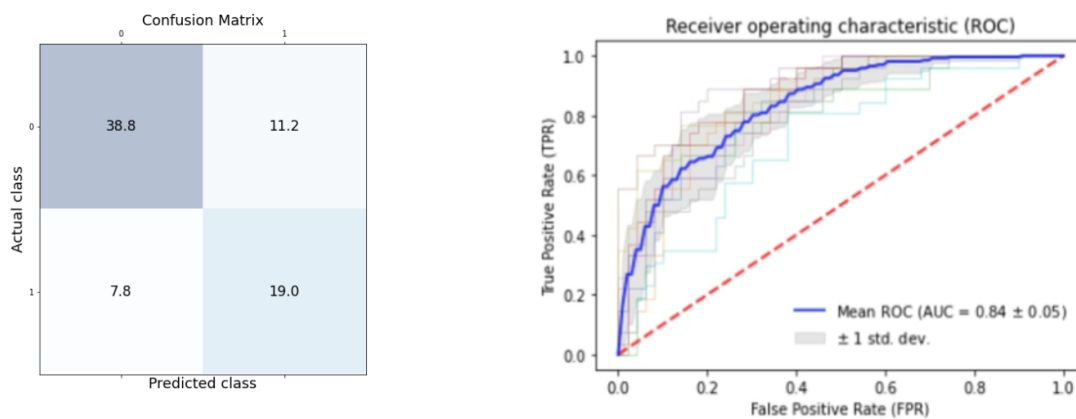 Confusion Matrix
0 1
0
38.8 11.2
1
7.8 19.0
Actual class
Predicted class
Receiver operating characteristic (ROC)
1.0
0.8
0.6
0.4
0.2
0.0
True Positive Rate (TPR)
Mean ROC (AUC = 0.84 ± 0.05)
± 1 std. dev.
0.0 0.2 0.4 0.6 0.8 1.0
False Positive Rate (FPR)